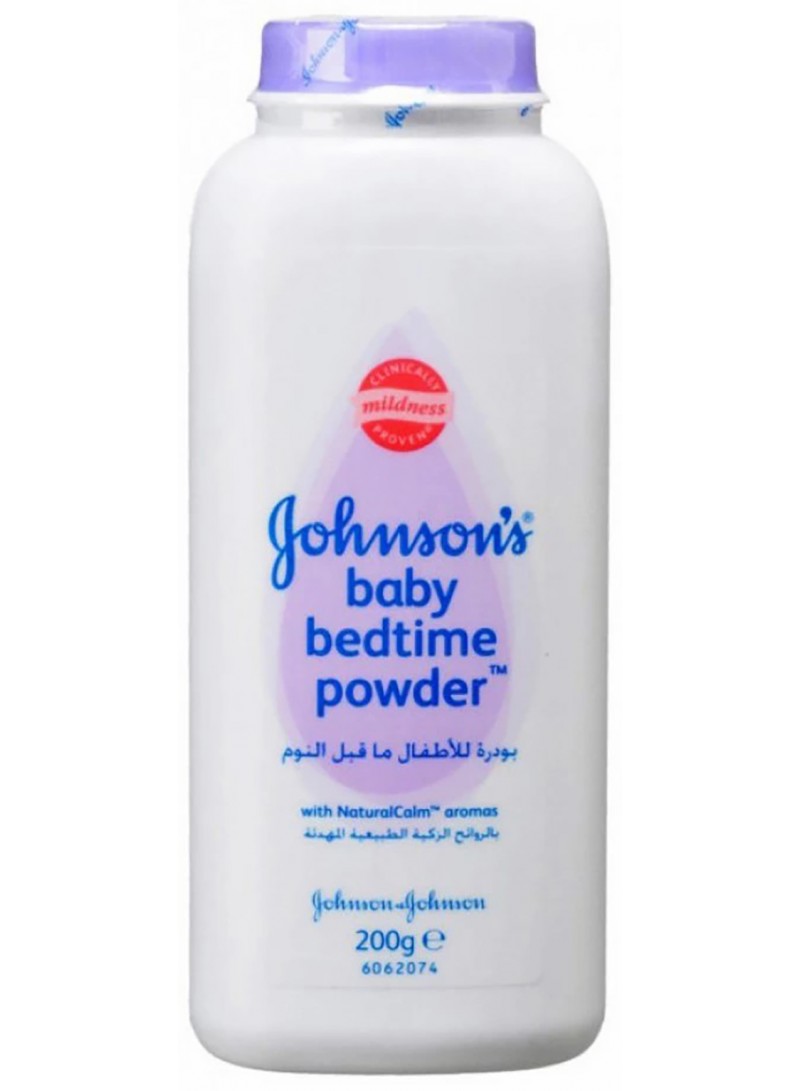 Johnson
CLINICALLY
mildness
PROVEN®
Johnson's®
baby
bedtime
powder™
بودرة للأطفال ما قبل النوم
with NaturalCalm™ aromas
بالروائح الزكية الطبيعية المهدئة
Johnson & Johnson
200g ℮
6062074